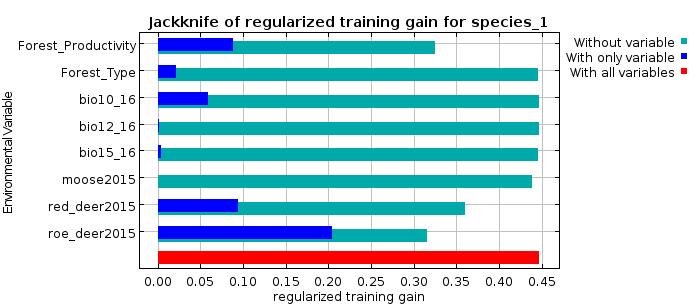 Jackknife of regularized training gain for species_1
Environmental Variable
Forest_Productivity
Forest_Type
bio10_16
bio12_16
bio15_16
moose2015
red_deer2015
roe_deer2015
0.00 0.05 0.10 0.15 0.20 0.25 0.30 0.35 0.40 0.45
regularized training gain
Without variable
With only variable
With all variables